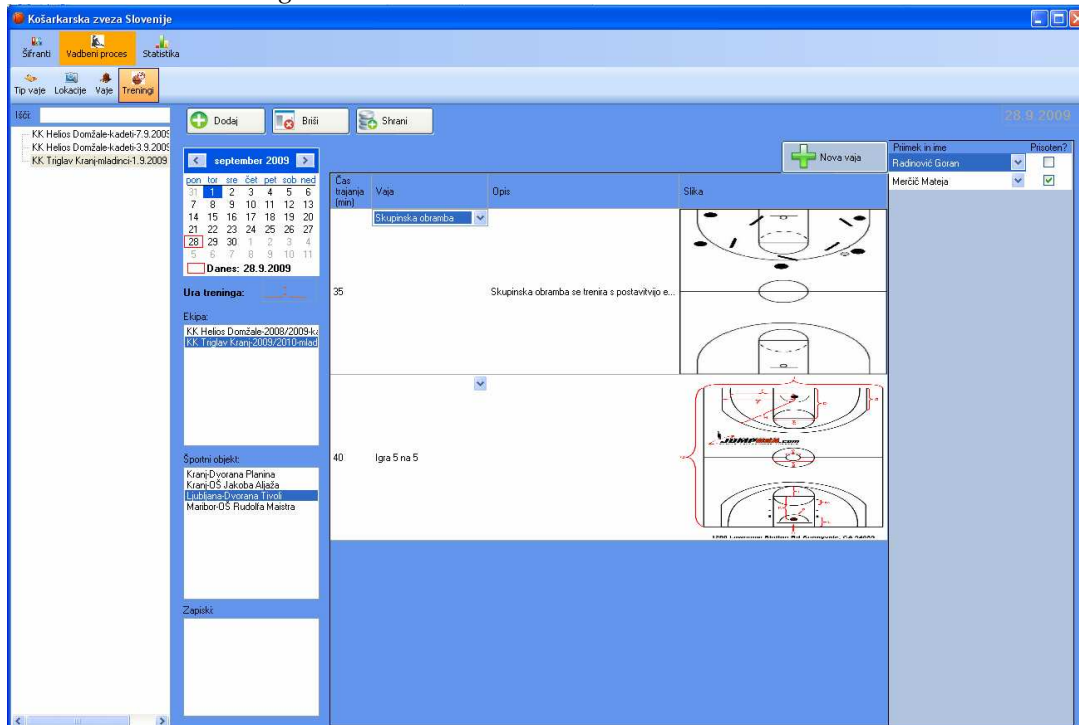 Košarkarska zveza Slovenije
Šifranti
Vadbeni proces
Statistika
Tip vaje
Lokacije
Vaje
Treningi
Išči:
KK Helios Domžale-kadeti-7.9.2009
KK Helios Domžale-kadeti-3.9.2009
KK Triglav Kranj-mladinci-1.9.2009
Dodaj
Briši
Shrani
28.9.2009
september 2009
pon tor sre čet pet sob ned
31 1 2 3 4 5 6
7 8 9 10 11 12 13
14 15 16 17 18 19 20
21 22 23 24 25 26 27
28 29 30 1 2 3 4
5 6 7 8 9 10 11
Danes: 28.9.2009
Ura treninga:
Ekipa:
KK Helios Domžale-2008/2009-ka
KK Triglav Kranj-2009/2010-mlad
Športni objekt:
Kranj-Dvorana Planina
Kranj-OŠ Jakoba Aljaža
Ljubljana-Dvorana Tivoli
Maribor-OŠ Rudolfa Maistra
Zapiski:
Nova vaja
Čas trajanja (min)
Vaja
Opis
Slika
Skupinska obramba
35
Skupinska obramba se trenira s postavitvijo e...
40
Igra 5 na 5
JUMPUSA.com
Priimek in ime
Prisoten?
Radinović Goran
Merčič Mateja